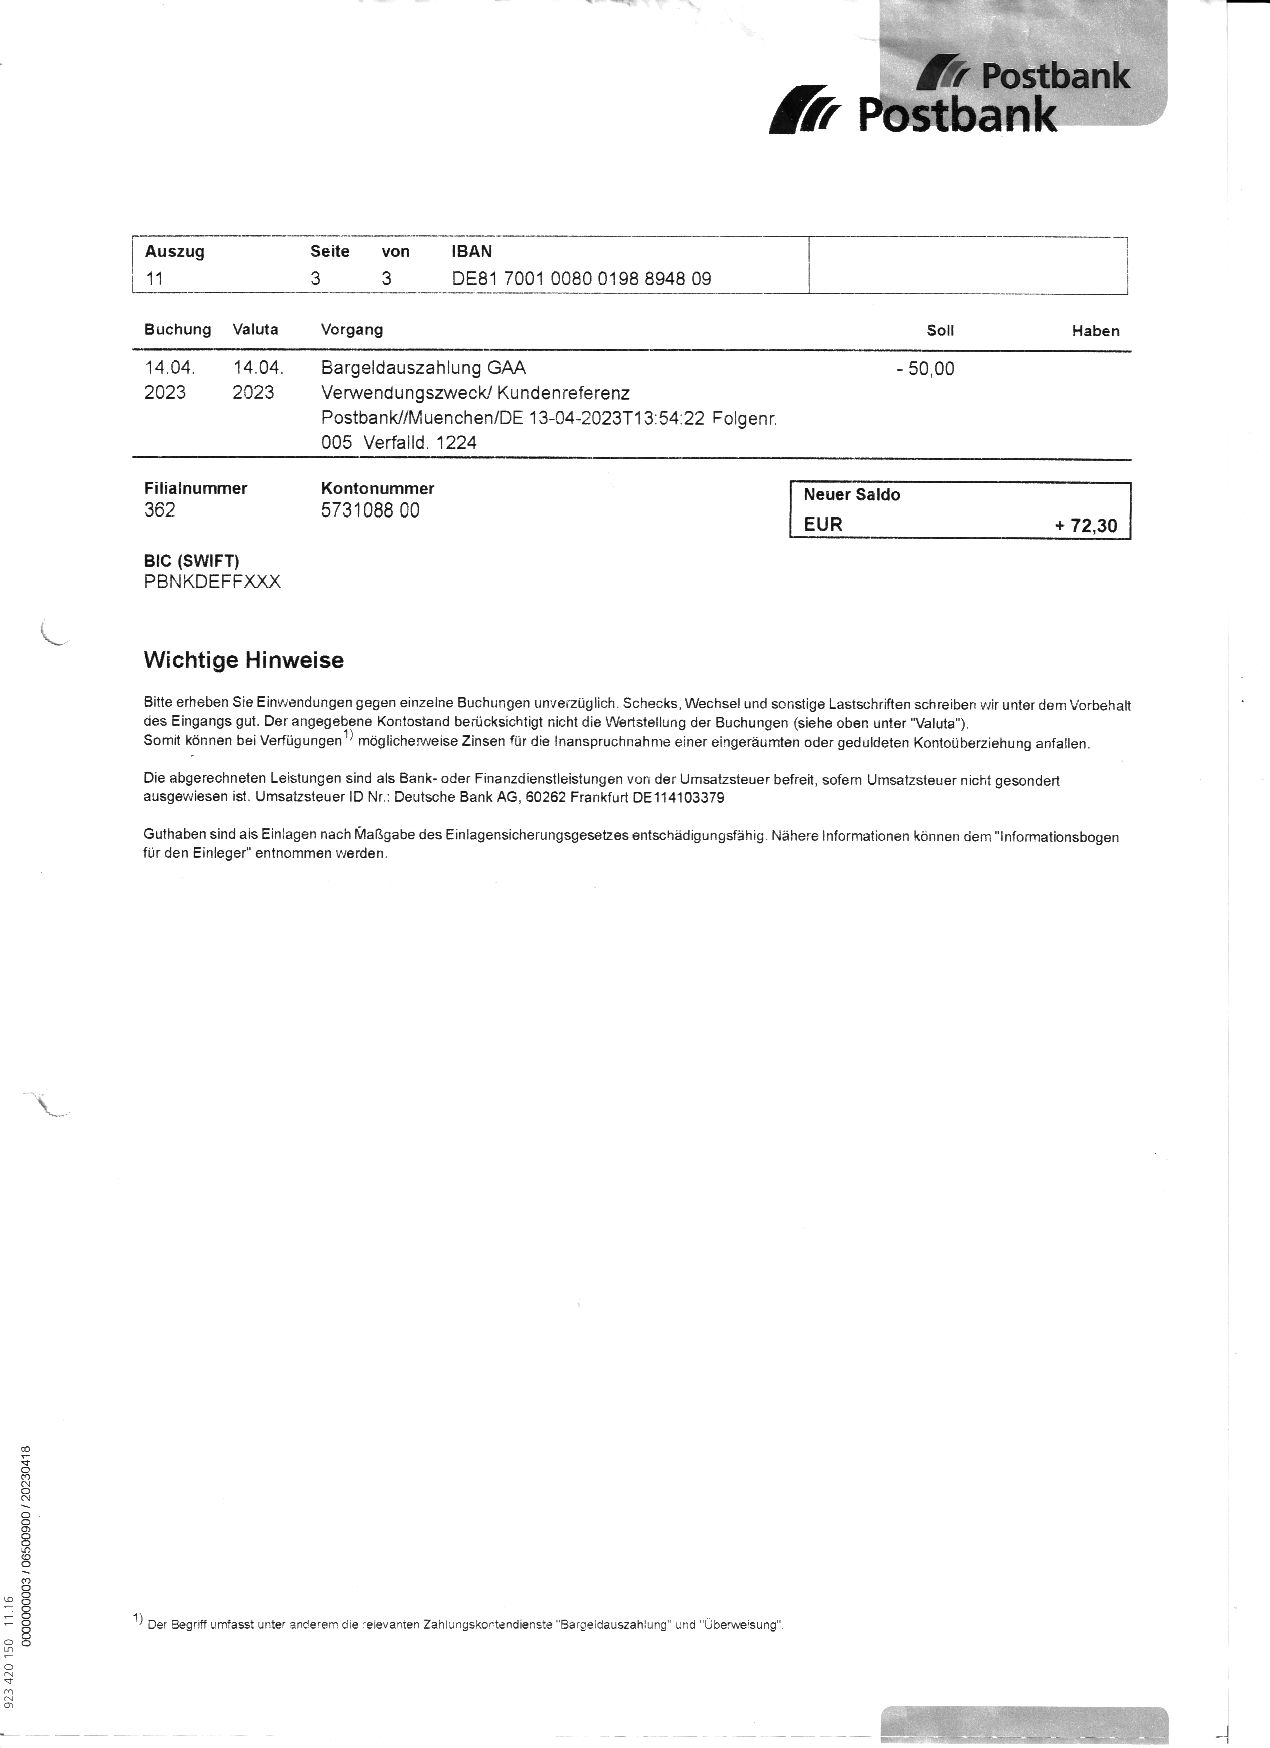 Postbank
Postbank
Auszug Seite von IBAN
11 3 3 DE81 7001 0080 0198 8948 09
Buchung Valuta Vorgang Soll Haben
14.04. 14.04. Bargeldauszahlung GAA - 50,00
2023 2023 Verwendungszweck/ Kundenreferenz
Postbank//Muenchen/DE 13-04-2023T13:54:22 Folgenr.
005 Verfalld. 1224
Filialnummer Kontonummer Neuer Saldo
362 5731088 00 EUR + 72,30
BIC (SWIFT)
PBNKDEFFXXX
Wichtige Hinweise
Bitte erheben Sie Einwendungen gegen einzelne Buchungen unverzüglich. Schecks, Wechsel und sonstige Lastschriften schreiben wir unter dem Vorbehalt
des Eingangs gut. Der angegebene Kontostand berücksichtigt nicht die Wertstellung der Buchungen (siehe oben unter "Valuta").
Somit können bei Verfügungen 1) möglicherweise Zinsen für die Inanspruchnahme einer eingeräumten oder geduldeten Kontoüberziehung anfallen.
Die abgerechneten Leistungen sind als Bank- oder Finanzdienstleistungen von der Umsatzsteuer befreit, sofern Umsatzsteuer nicht gesondert
ausgewiesen ist. Umsatzsteuer ID Nr.: Deutsche Bank AG, 60262 Frankfurt DE114103379
Guthaben sind als Einlagen nach Maßgabe des Einlagensicherungsgesetzes entschädigungsfähig. Nähere Informationen können dem "Informationsbogen
für den Einleger" entnommen werden.
1) Der Begriff umfasst unter anderem die relevanten Zahlungskontendienste "Bargeldauszahlung" und "Überweisung".
923 420 150 11.16
000000003 / 06500900 / 20230418